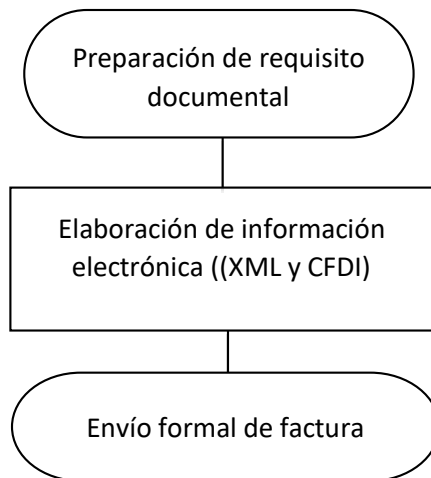 Preparación de requisito
documental
Elaboración de información
electrónica ((XML y CFDI)
Envío formal de factura